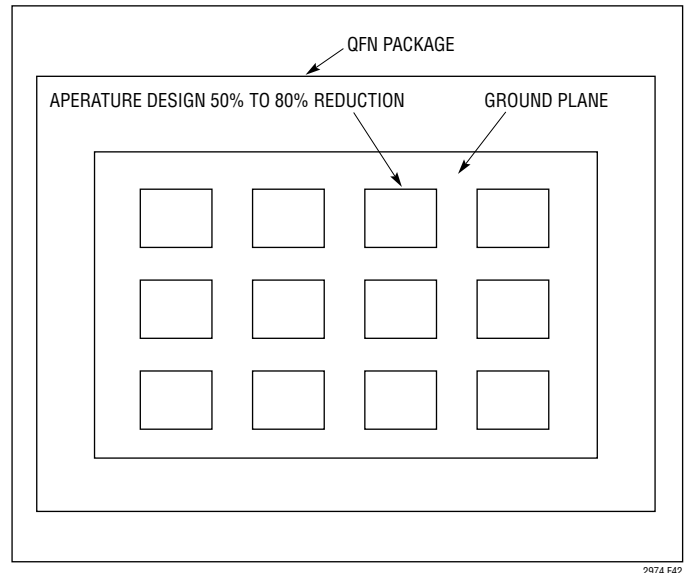 QFN PACKAGE
APERATURE DESIGN 50% TO 80% REDUCTION
GROUND PLANE
2974 F42